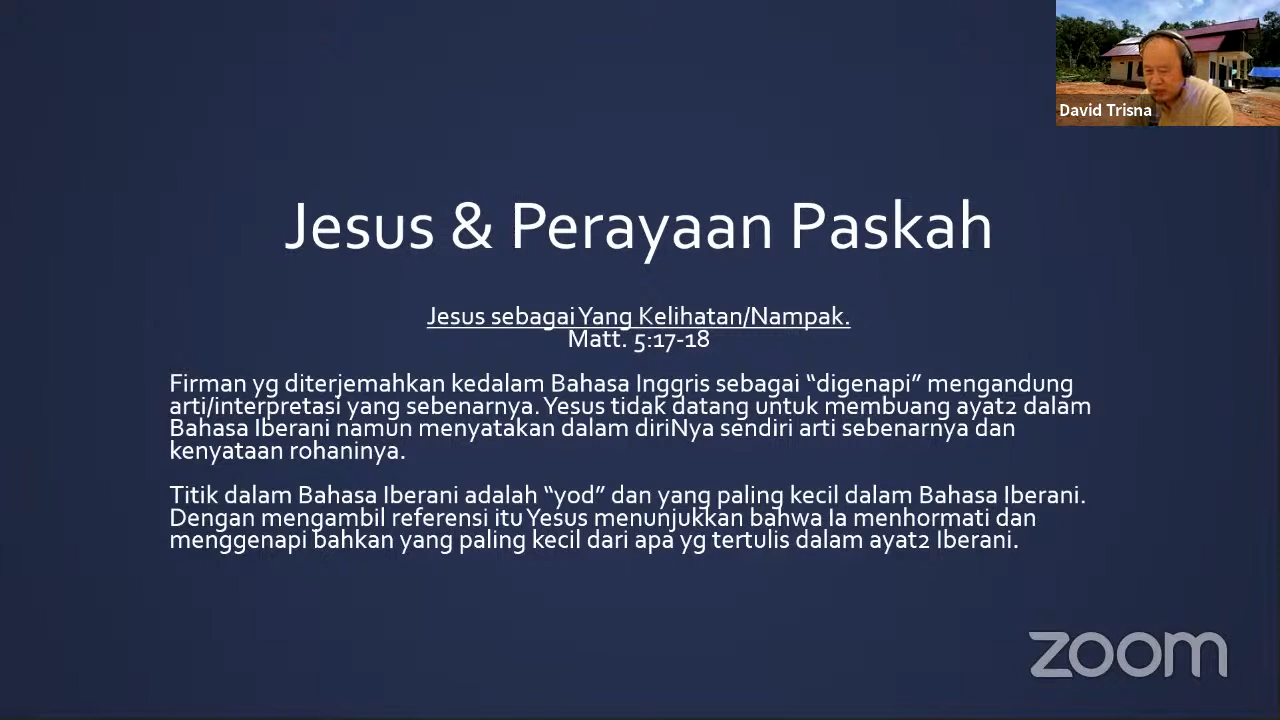 David Trisna
Jesus & Perayaan Paskah
Jesus sebagai Yang Kelihatan/Nampak.
Matt. 5:17-18
Firman yg diterjemahkan kedalam Bahasa Inggris sebagai “digenapi” mengandung
arti/interpretasi yang sebenarnya. Yesus tidak datang untuk membuang ayat2 dalam
Bahasa Iberani namun menyatakan dalam diriNya sendiri arti sebenarnya dan
kenyataan rohaninya.
Titik dalam Bahasa Iberani adalah “yod” dan yang paling kecil dalam Bahasa Iberani.
Dengan mengambil referensi itu Yesus menunjukkan bahwa Ia menhormati dan
menggenapi bahkan yang paling kecil dari apa yg tertulis dalam ayat2 Iberani.
zoom